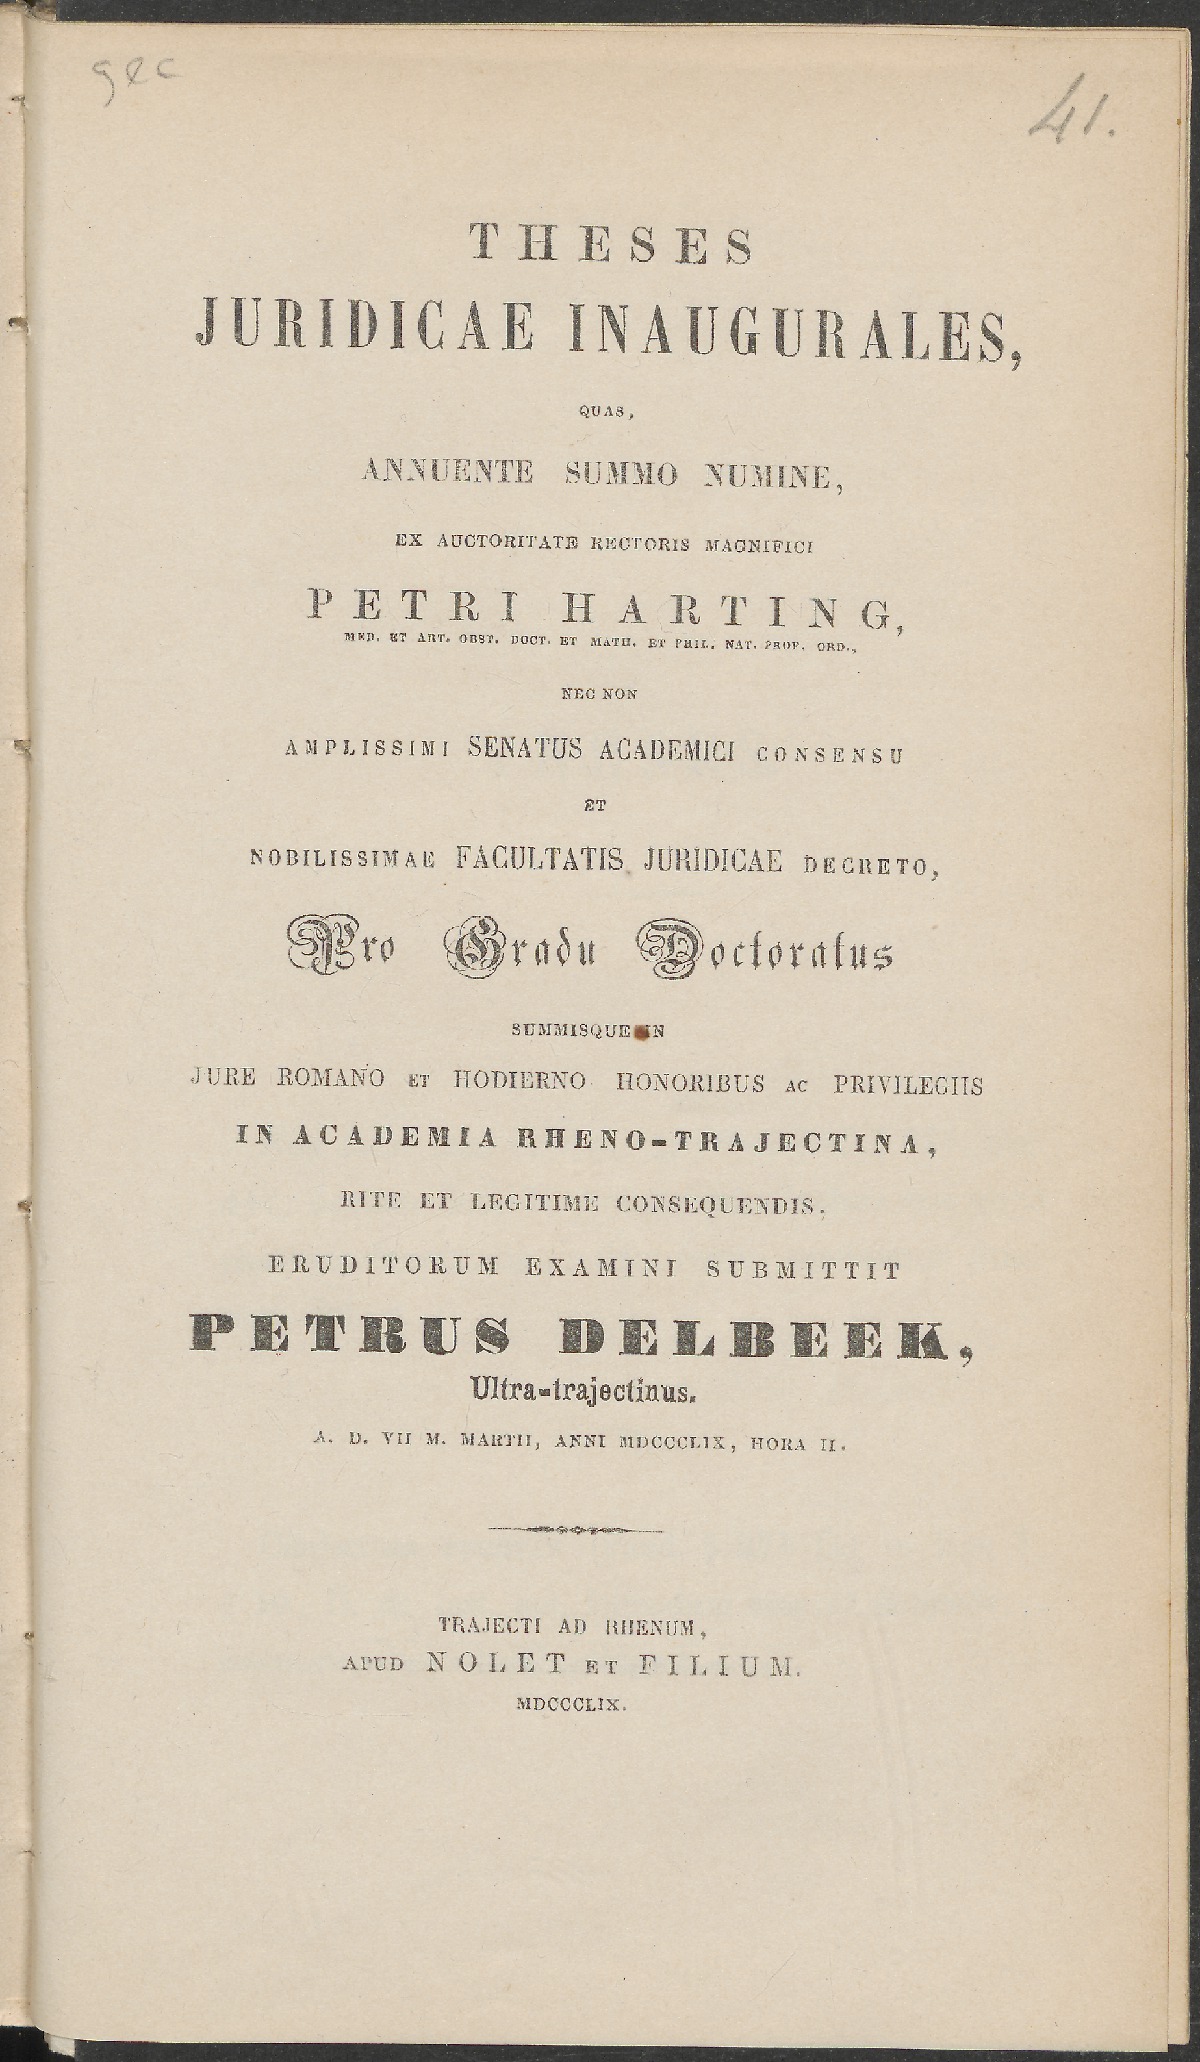 gec
41.
THESES
JURIDICAE INAUGURALES,
QUAS,
ANNUENTE SUMMO NUMINE,
EX AUCTORITATE RECTORIS MAGNIFICI
PETRI HARTING,
MED. ET ART. OBST. DOCT. ET MATH. ET PHIL. NAT. PROF. ORD.,
NEC NON
AMPLISSIMI SENATUS ACADEMICI CONSENSU
ET
NOBILISSIMAE FACULTATIS JURIDICAE DECRETO,
Pro Gradu Doctoratus
SUMMISQUE IN
JURE ROMANO ET HODIERNO HONORIBUS AC PRIVILEGIIS
IN ACADEMIA RHENO-TRAJECTINA,
RITE ET LEGITIME CONSEQUENDIS,
ERUDITORUM EXAMINI SUBMITTIT
PETRUS DELBEEK,
Ultra-trajectinus.
A. D. VII M. MARTII, ANNI MDCCCLIX, HORA II.
TRAJECTI AD RHENUM,
APUD NOLET ET FILIUM.
MDCCCLIX.